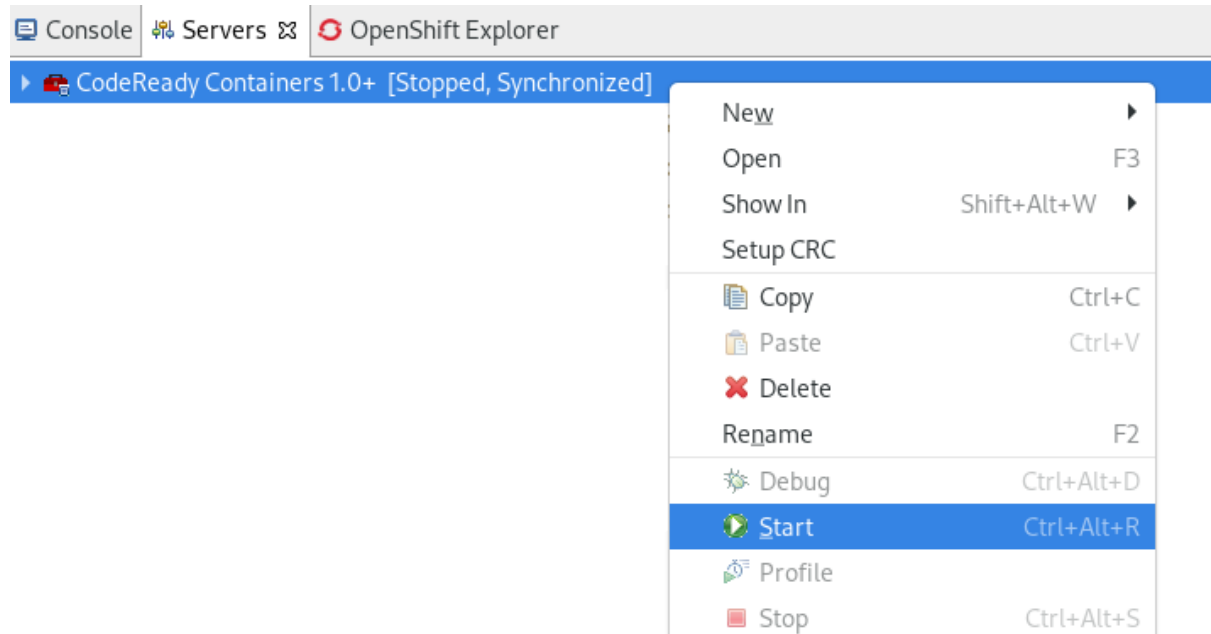 Console Servers OpenShift Explorer
CodeReady Containers 1.0+ [Stopped, Synchronized]
New
Open F3
Show In Shift+Alt+W
Setup CRC
Copy Ctrl+C
Paste Ctrl+V
Delete
Rename F2
Debug Ctrl+Alt+D
Start Ctrl+Alt+R
Profile
Stop Ctrl+Alt+S